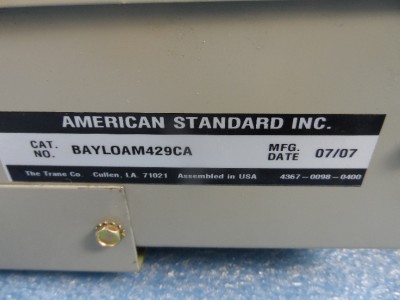 AMERICAN STANDARD INC.
CAT. NO. BAYLOAM429CA MFG. DATE 07/07
The Trane Co. Cullen, LA. 71021 Assembled in USA 4367-0098-0400